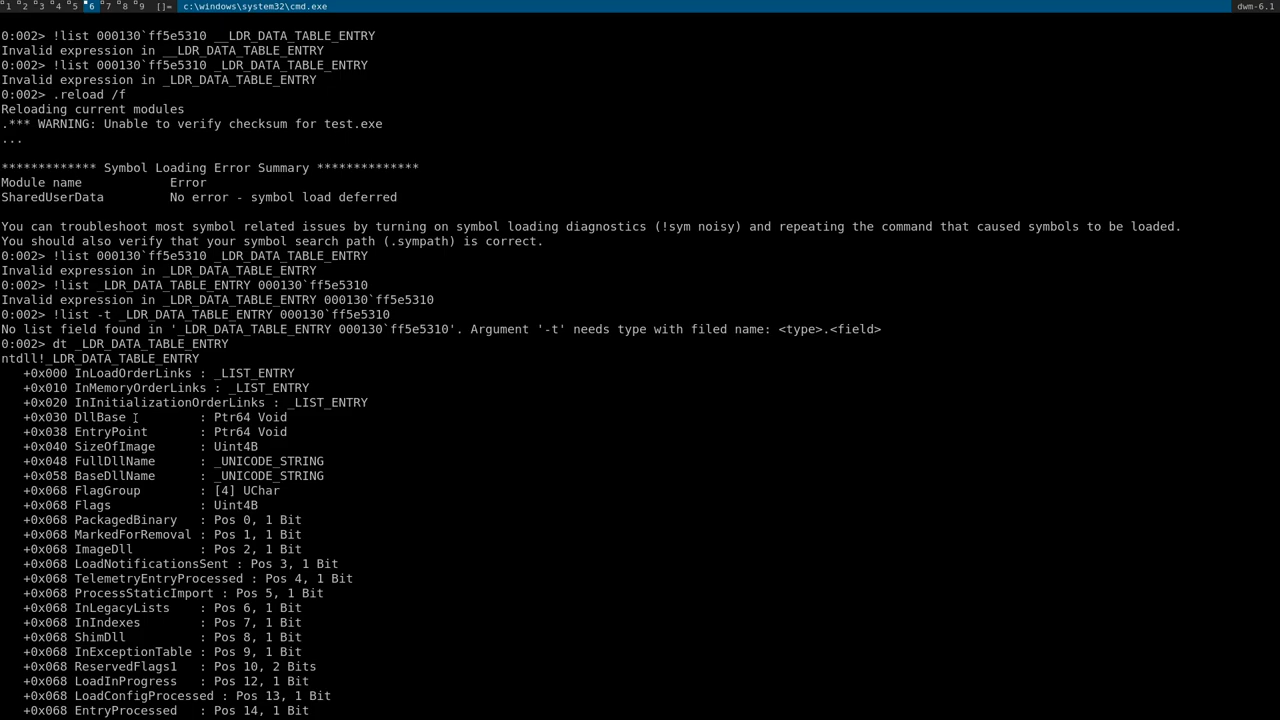 1 2 3 4 5 6 7 8 9 []= c:\windows\system32\cmd.exe dwm-6.1
0:002> !list 000130`ff5e5310 __LDR_DATA_TABLE_ENTRY
Invalid expression in __LDR_DATA_TABLE_ENTRY
0:002> !list 000130`ff5e5310 _LDR_DATA_TABLE_ENTRY
Invalid expression in _LDR_DATA_TABLE_ENTRY
0:002> .reload /f
Reloading current modules
.*** WARNING: Unable to verify checksum for test.exe
...
************* Symbol Loading Error Summary **************
Module name            Error
SharedUserData         No error - symbol load deferred
You can troubleshoot most symbol related issues by turning on symbol loading diagnostics (!sym noisy) and repeating the command that caused symbols to be loaded.
You should also verify that your symbol search path (.sympath) is correct.
0:002> !list 000130`ff5e5310 _LDR_DATA_TABLE_ENTRY
Invalid expression in _LDR_DATA_TABLE_ENTRY
0:002> !list _LDR_DATA_TABLE_ENTRY 000130`ff5e5310
Invalid expression in _LDR_DATA_TABLE_ENTRY 000130`ff5e5310
0:002> !list -t _LDR_DATA_TABLE_ENTRY 000130`ff5e5310
No list field found in '_LDR_DATA_TABLE_ENTRY 000130`ff5e5310'. Argument '-t' needs type with filed name: <type>.<field>
0:002> dt _LDR_DATA_TABLE_ENTRY
ntdll!_LDR_DATA_TABLE_ENTRY
   +0x000 InLoadOrderLinks : _LIST_ENTRY
   +0x010 InMemoryOrderLinks : _LIST_ENTRY
   +0x020 InInitializationOrderLinks : _LIST_ENTRY
   +0x030 DllBase          : Ptr64 Void
   +0x038 EntryPoint       : Ptr64 Void
   +0x040 SizeOfImage      : Uint4B
   +0x048 FullDllName      : _UNICODE_STRING
   +0x058 BaseDllName      : _UNICODE_STRING
   +0x068 FlagGroup        : [4] UChar
   +0x068 Flags            : Uint4B
   +0x068 PackagedBinary   : Pos 0, 1 Bit
   +0x068 MarkedForRemoval : Pos 1, 1 Bit
   +0x068 ImageDll         : Pos 2, 1 Bit
   +0x068 LoadNotificationsSent : Pos 3, 1 Bit
   +0x068 TelemetryEntryProcessed : Pos 4, 1 Bit
   +0x068 ProcessStaticImport : Pos 5, 1 Bit
   +0x068 InLegacyLists    : Pos 6, 1 Bit
   +0x068 InIndexes        : Pos 7, 1 Bit
   +0x068 ShimDll          : Pos 8, 1 Bit
   +0x068 InExceptionTable : Pos 9, 1 Bit
   +0x068 ReservedFlags1   : Pos 10, 2 Bits
   +0x068 LoadInProgress   : Pos 12, 1 Bit
   +0x068 LoadConfigProcessed : Pos 13, 1 Bit
   +0x068 EntryProcessed   : Pos 14, 1 Bit